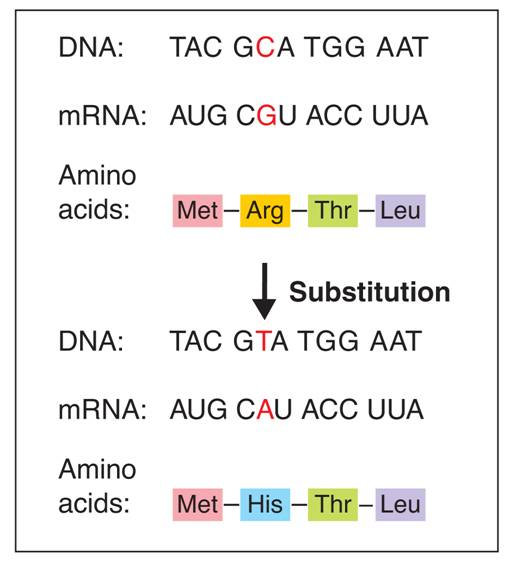 DNA: TAC GCA TGG AAT
mRNA: AUG CGU ACC UUA
Amino
acids: Met – Arg – Thr – Leu
Substitution
DNA: TAC GTA TGG AAT
mRNA: AUG CAU ACC UUA
Amino
acids: Met – His – Thr – Leu